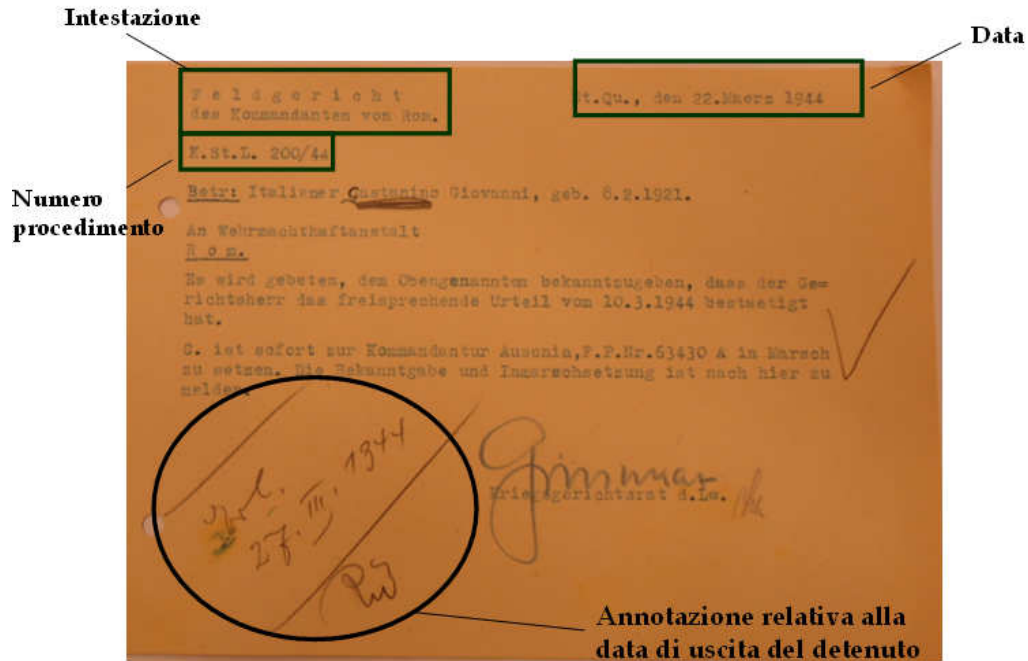 Intestazione
Data
F e l d g e r i c h t
des Kommandanten von Rom.
St.Qu., den 22.Maerz 1944
K.St.L. 200/44
Numero
procedimento
Betr: Italiener Gustanino Giovanni, geb. 8.2.1921.
An Wehrmachthaftanstalt
R o m.
Es wird gebeten, dem Obengenannten bekanntzugeben, dass der Ge=
richtsherr das freisprechende Urteil vom 10.3.1944 bestaetigt
hat.
G. ist sofort zur Kommandantur Ausonia,F.P.Nr.63430 A in Marsch
zu setzen. Die Bekanntgabe und Inmarschsetzung ist nach hier zu
melden.
27. III. 1944
Kriegsgerichtsrat d.Lw.
Annotazione relativa alla
data di uscita del detenuto